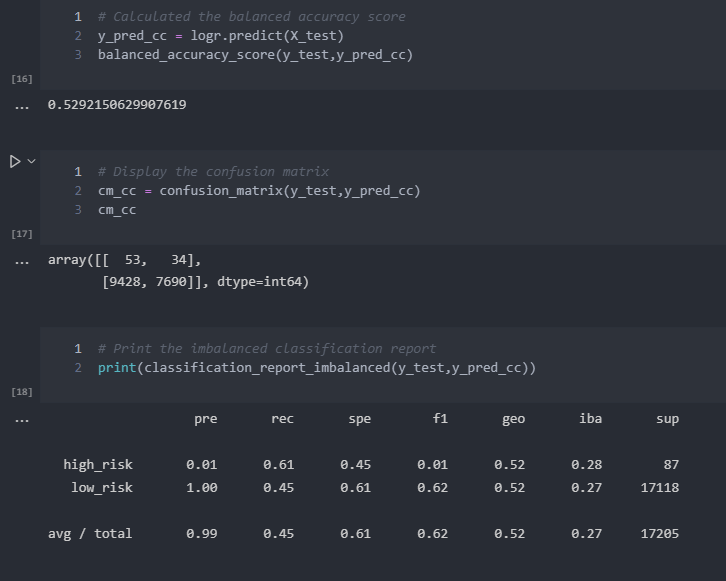 1 # Calculated the balanced accuracy score
2 y_pred_cc = logr.predict(X_test)
3 balanced_accuracy_score(y_test,y_pred_cc)
[16]
... 0.5292150629907619
1 # Display the confusion matrix
2 cm_cc = confusion_matrix(y_test,y_pred_cc)
3 cm_cc
[17]
... array([[  53,   34],
       [9428, 7690]], dtype=int64)
1 # Print the imbalanced classification report
2 print(classification_report_imbalanced(y_test,y_pred_cc))
[18]
... pre rec spe f1 geo iba sup
high_risk 0.01 0.61 0.45 0.01 0.52 0.28 87
low_risk 1.00 0.45 0.61 0.62 0.52 0.27 17118
avg / total 0.99 0.45 0.61 0.62 0.52 0.27 17205